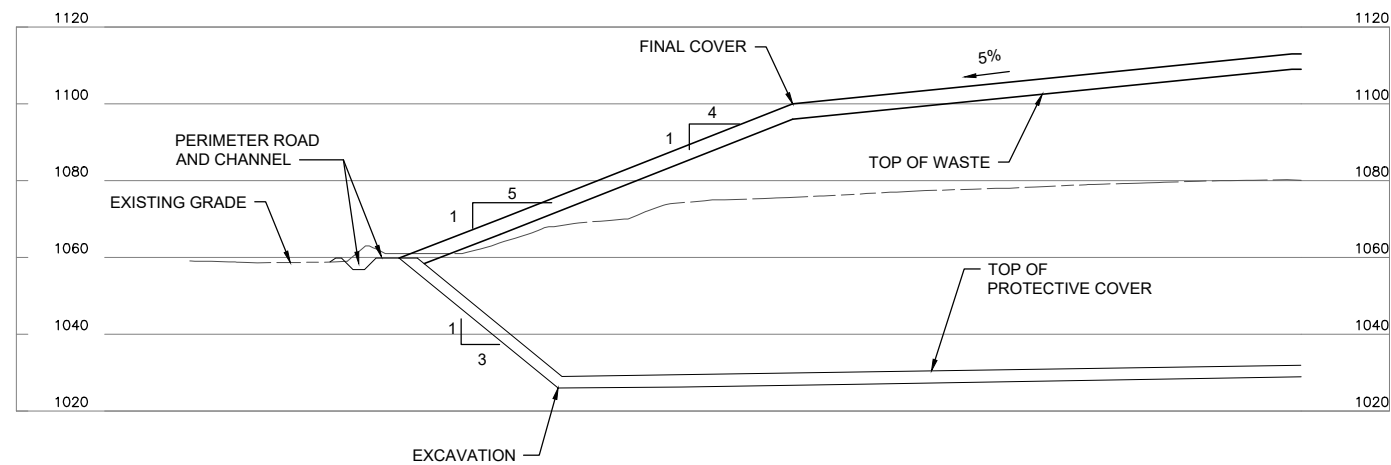 1120
1120
FINAL COVER
5%
1100
1100
4
1
PERIMETER ROAD
AND CHANNEL
TOP OF WASTE
1080
1080
EXISTING GRADE
5
1
1060
1060
TOP OF
PROTECTIVE COVER
1040
1040
1
3
1020
1020
EXCAVATION